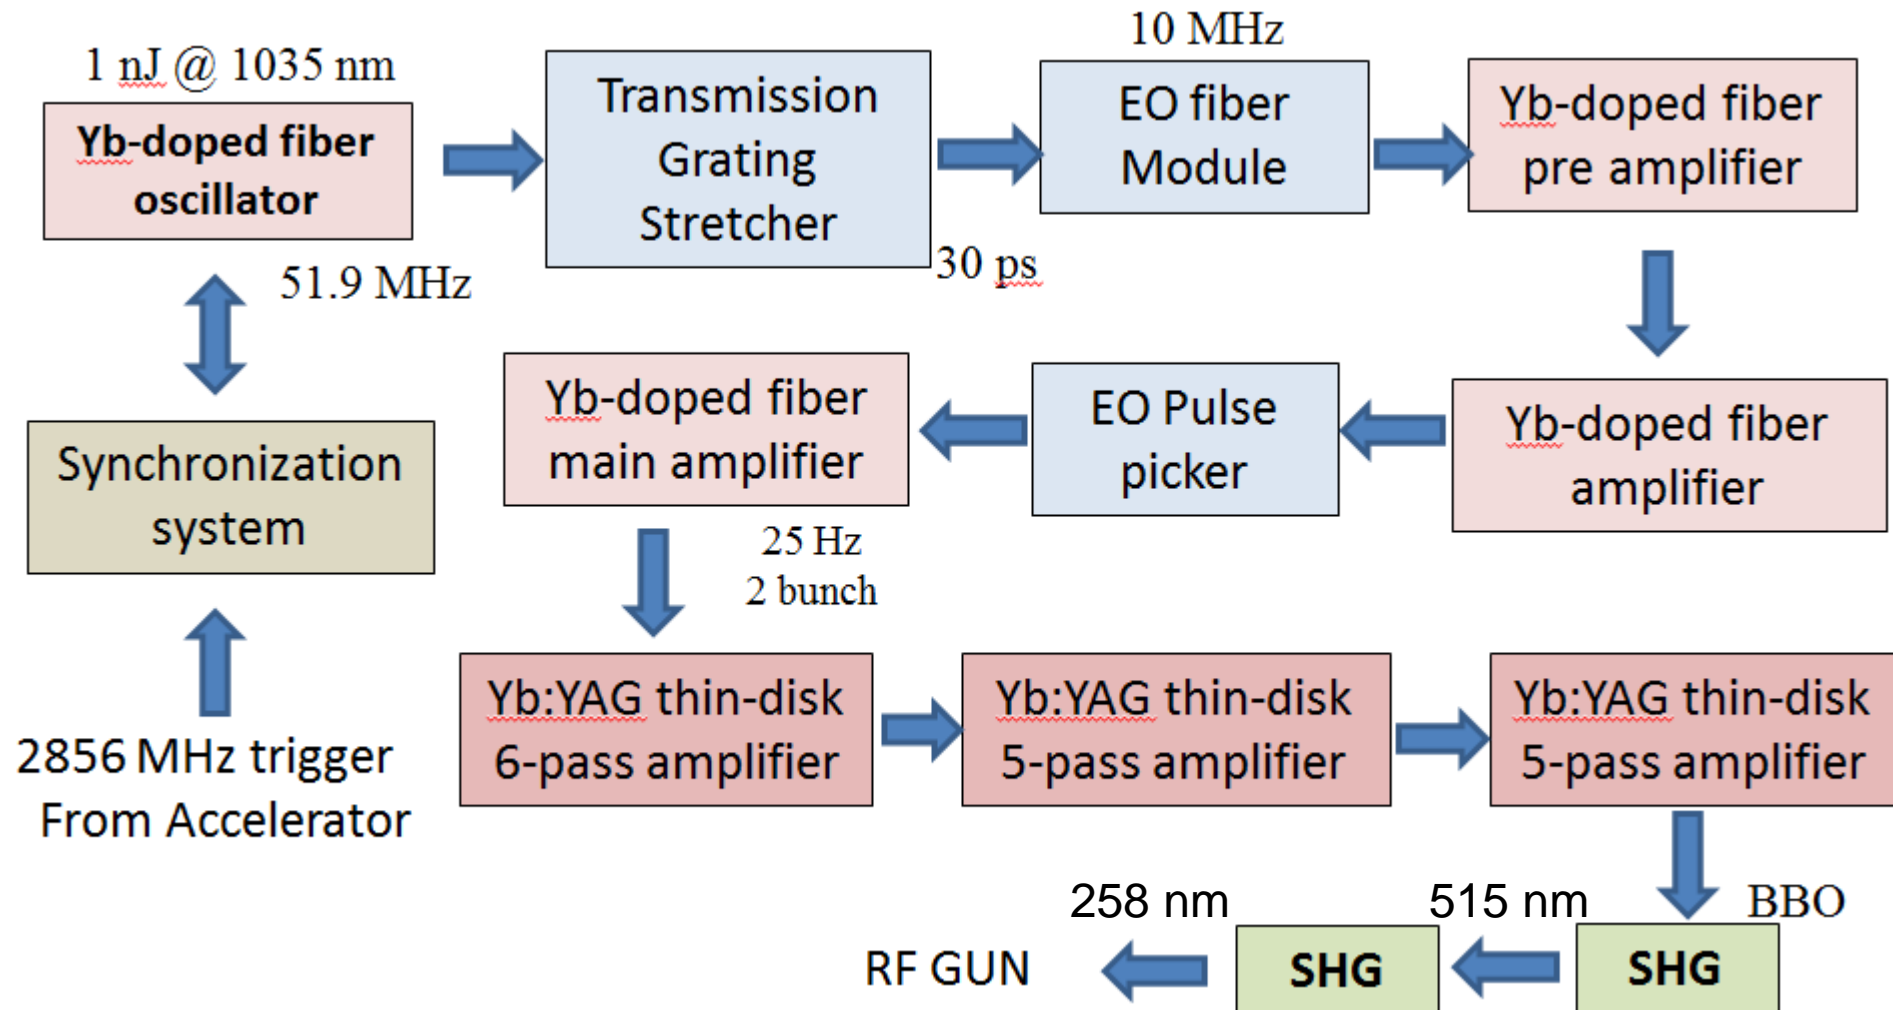 1 nJ @ 1035 nm
Yb-doped fiber
oscillator
51.9 MHz
Transmission
Grating
Stretcher
30 ps
10 MHz
EO fiber
Module
Yb-doped fiber
pre amplifier
Yb-doped fiber
amplifier
EO Pulse
picker
Yb-doped fiber
main amplifier
25 Hz
2 bunch
Synchronization
system
2856 MHz trigger
From Accelerator
Yb:YAG thin-disk
6-pass amplifier
Yb:YAG thin-disk
5-pass amplifier
Yb:YAG thin-disk
5-pass amplifier
BBO
SHG
515 nm
SHG
258 nm
RF GUN